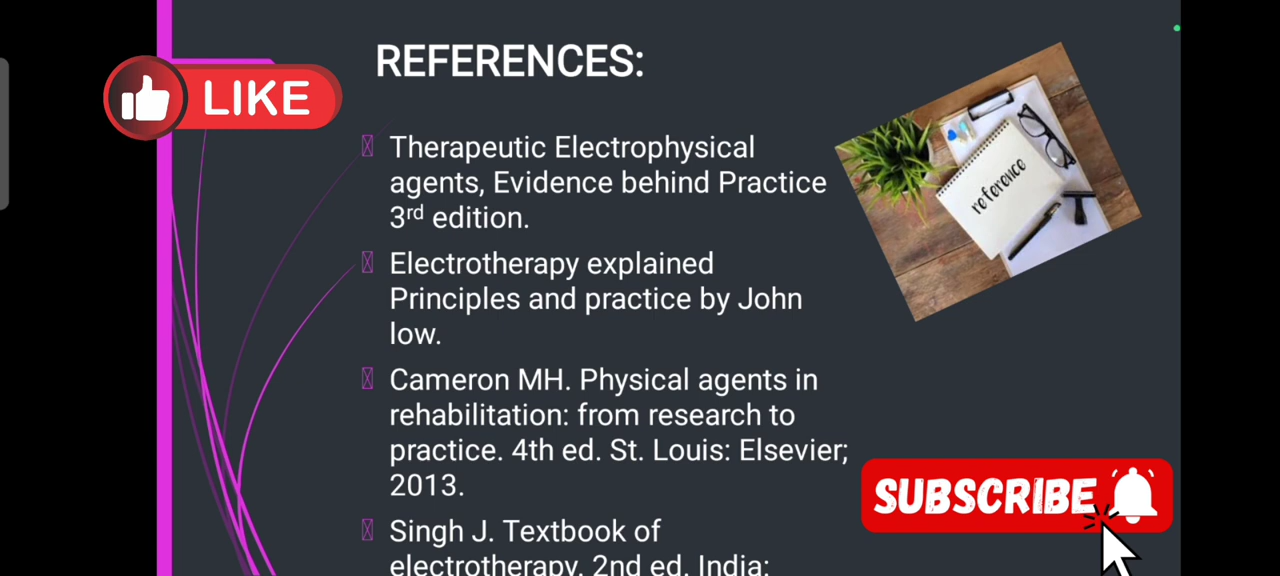 REFERENCES:
LIKE
Therapeutic Electrophysical
agents, Evidence behind Practice
3rd edition.
reference
Electrotherapy explained
Principles and practice by John
low.
Cameron MH. Physical agents in
rehabilitation: from research to
practice. 4th ed. St. Louis: Elsevier;
2013.
SUBSCRIBE
Singh J. Textbook of
electrotherapy. 2nd ed. India: